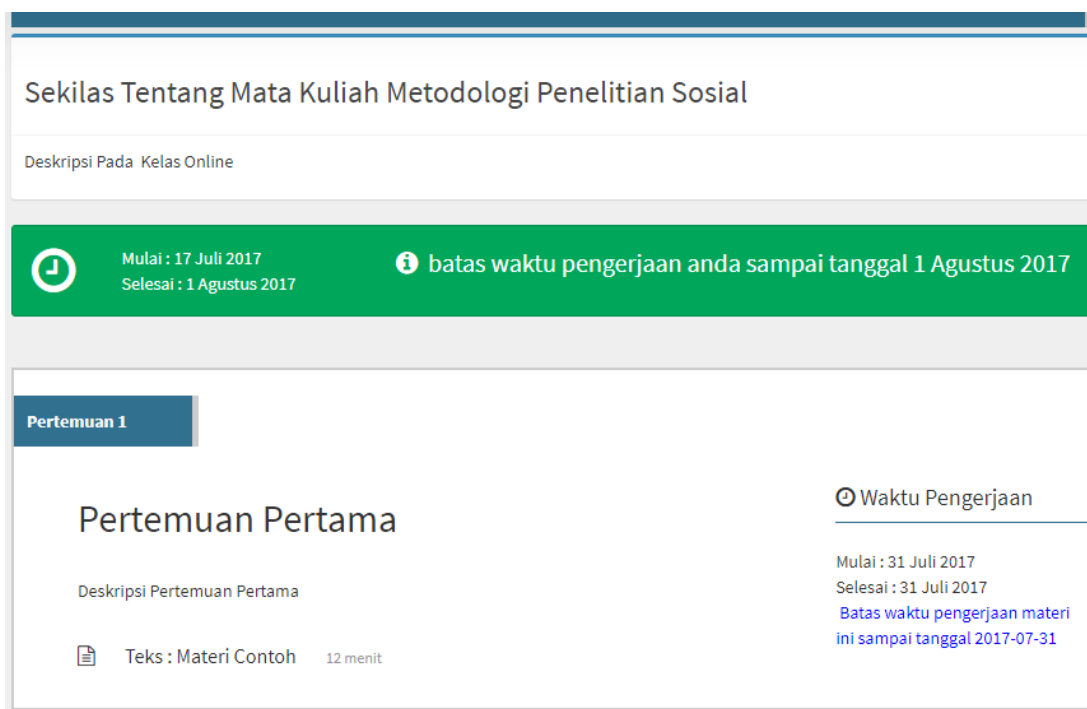 Sekilas Tentang Mata Kuliah Metodologi Penelitian Sosial
Deskripsi Pada Kelas Online
Mulai : 17 Juli 2017
Selesai : 1 Agustus 2017
batas waktu pengerjaan anda sampai tanggal 1 Agustus 2017
Pertemuan 1
Pertemuan Pertama
Deskripsi Pertemuan Pertama
Teks : Materi Contoh 12 menit
Waktu Pengerjaan
Mulai : 31 Juli 2017
Selesai : 31 Juli 2017
Batas waktu pengerjaan materi
ini sampai tanggal 2017-07-31